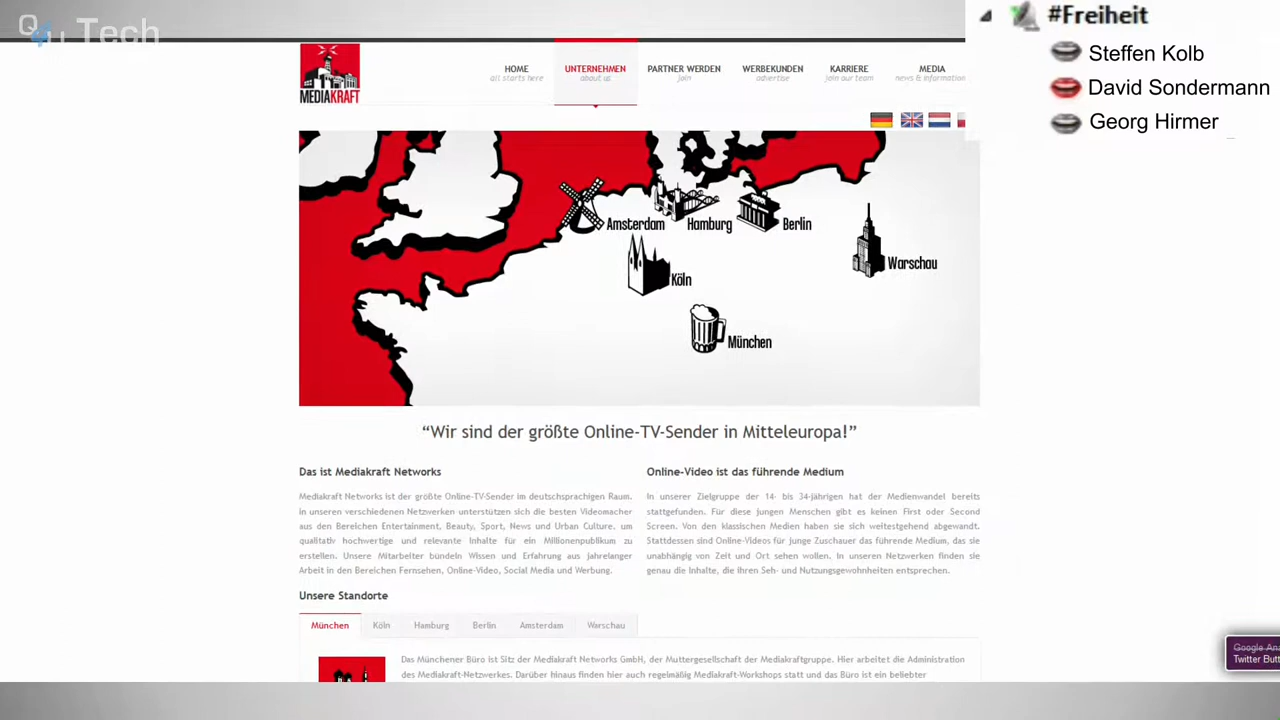 Tech
#Freiheit
Steffen Kolb
David Sondermann
Georg Hirmer
MEDIAKRAFT
HOME
all starts here
UNTERNEHMEN
about us
PARTNER WERDEN
join
WERBEKUNDEN
advertise
KARRIERE
join our team
MEDIA
news & information
Amsterdam
Hamburg
Berlin
Warschau
Köln
München
“Wir sind der größte Online-TV-Sender in Mitteleuropa!”
Das ist Mediakraft Networks
Mediakraft Networks ist der größte Online-TV-Sender im deutschsprachigen Raum.
In unseren verschiedenen Netzwerken unterstützen sich die besten Videomacher
aus den Bereichen Entertainment, Beauty, Sport, News und Urban Culture, um
qualitativ hochwertige und relevante Inhalte für ein Millionenpublikum zu
erstellen. Unsere Mitarbeiter bündeln Wissen und Erfahrung aus jahrelanger
Arbeit in den Bereichen Fernsehen, Online-Video, Social Media und Werbung.
Online-Video ist das führende Medium
In unserer Zielgruppe der 14- bis 34-jährigen hat der Medienwandel bereits
stattgefunden. Für diese jungen Menschen gibt es keinen First oder Second
Screen. Von den klassischen Medien haben sie sich weitestgehend abgewandt.
Stattdessen sind Online-Videos für junge Zuschauer das führende Medium, das sie
unabhängig von Zeit und Ort sehen wollen. In unseren Netzwerken finden sie
genau die Inhalte, die ihren Seh- und Nutzungsgewohnheiten entsprechen.
Unsere Standorte
München
Köln
Hamburg
Berlin
Amsterdam
Warschau
Das Münchener Büro ist Sitz der Mediakraft Networks GmbH, der Muttergesellschaft der Mediakraftgruppe. Hier arbeitet die Administration
des Mediakraft-Netzwerkes. Darüber hinaus finden hier auch regelmäßig Mediakraft-Workshops statt und das Büro ist ein beliebter
Google Ana
Twitter Butt